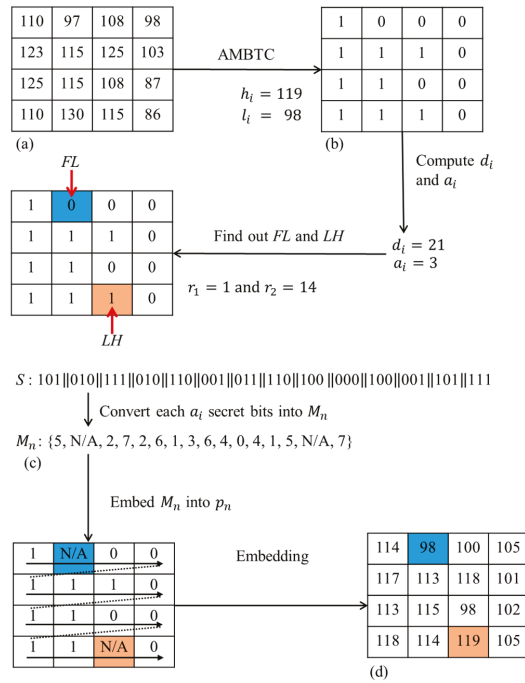 110 97 108 98
123 115 125 103
125 115 108 87
110 130 115 86
(a)
AMBTC
h_i = 119
l_i = 98
1 0 0 0
1 1 1 0
1 1 0 0
1 1 1 0
(b)
Compute d_i
and a_i
d_i = 21
a_i = 3
Find out FL and LH
r_1 = 1 and r_2 = 14
FL
1 0 0 0
1 1 1 0
1 1 0 0
1 1 1 0
LH
S : 101||010||111||010||110||001||011||110||100||000||100||001||101||111
Convert each a_i secret bits into M_n
M_n: {5, N/A, 2, 7, 2, 6, 1, 3, 6, 4, 0, 4, 1, 5, N/A, 7}
(c)
Embed M_n into p_n
1 N/A 0 0
1 1 1 0
1 1 0 0
1 1 N/A 0
Embedding
114 98 100 105
117 113 118 101
113 115 98 102
118 114 119 105
(d)